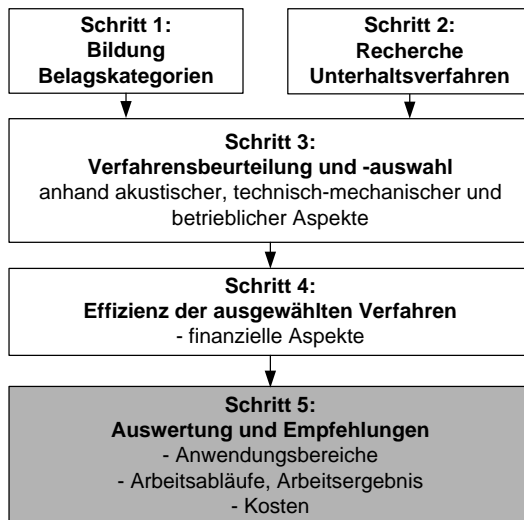 Schritt 1:
Bildung
Belagskategorien
Schritt 2:
Recherche
Unterhaltsverfahren
Schritt 3:
Verfahrensbeurteilung und -auswahl
anhand akustischer, technisch-mechanischer und
betrieblicher Aspekte
Schritt 4:
Effizienz der ausgewählten Verfahren
- finanzielle Aspekte
Schritt 5:
Auswertung und Empfehlungen
- Anwendungsbereiche
- Arbeitsabläufe, Arbeitsergebnis
- Kosten